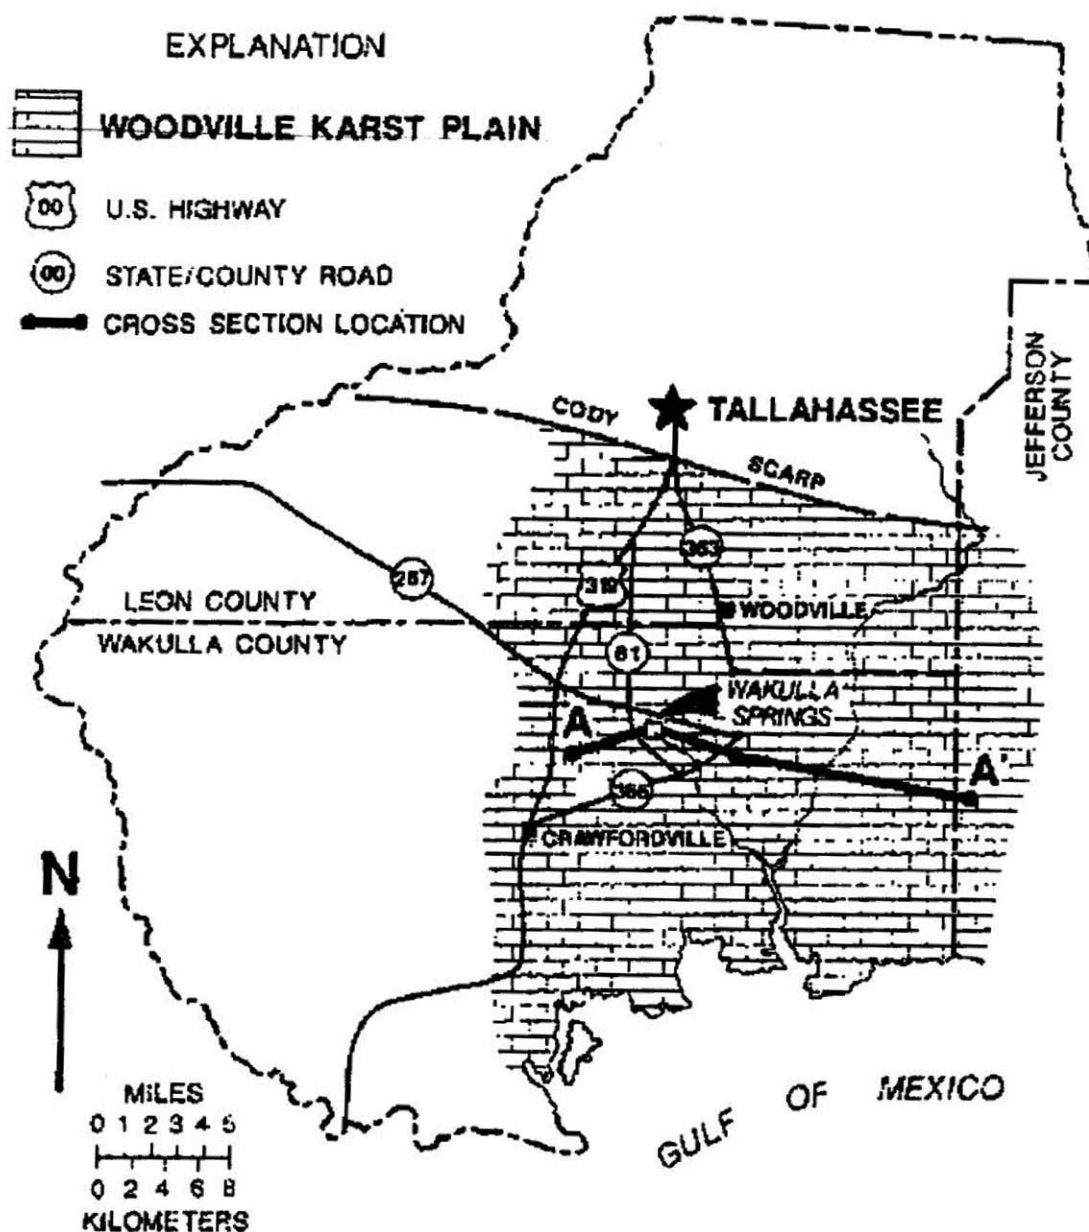 EXPLANATION
WOODVILLE KARST PLAIN
00 U.S. HIGHWAY
00 STATE/COUNTY ROAD
CROSS SECTION LOCATION
JEFFERSON
COUNTY
TALLAHASSEE
CODY
SCARP
363
267
319
LEON COUNTY
WAKULLA COUNTY
WOODVILLE
61
WAKULLA
SPRINGS
A
A'
CRAWFORDVILLE
N
GULF OF MEXICO
MILES
0 1 2 3 4 5
0 2 4 6 8
KILOMETERS